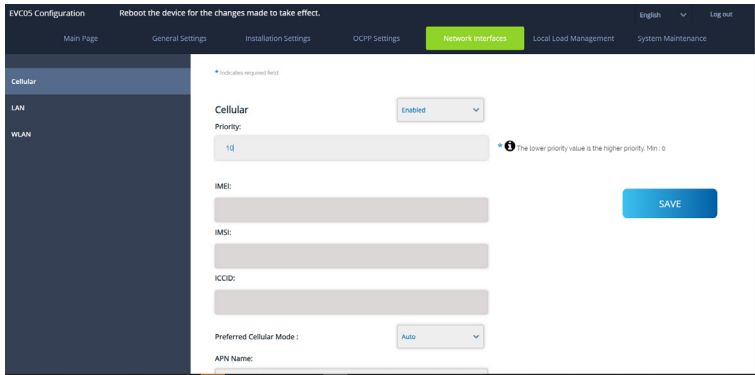 EVC05 Configuration Reboot the device for the changes made to take effect. English Log out
Main Page General Settings Installation Settings OCPP Settings Network Interfaces Local Load Management System Maintenance
Cellular
LAN
WLAN
* Indicates required field.
Cellular Enabled
Priority:
10 * The lower priority value is the higher priority. Min : 0
IMEI:
SAVE
IMSI:
ICCID:
Preferred Cellular Mode : Auto
APN Name: